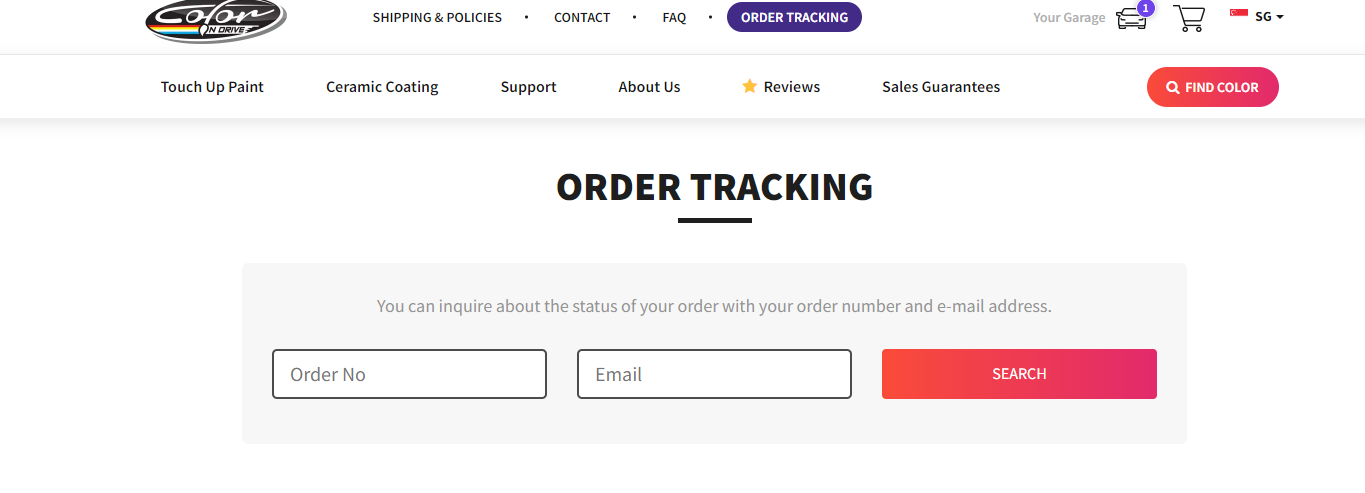 Color
N DRIVE
SHIPPING & POLICIES • CONTACT • FAQ • ORDER TRACKING
Your Garage 1 SG
Touch Up Paint Ceramic Coating Support About Us Reviews Sales Guarantees FIND COLOR
ORDER TRACKING
You can inquire about the status of your order with your order number and e-mail address.
Order No Email SEARCH